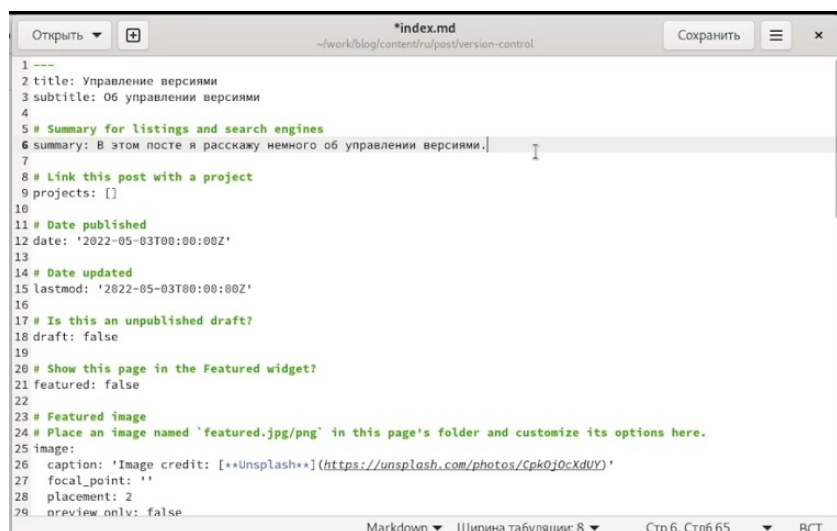 Открыть
*index.md
~/work/blog/content/ru/post/version-control
Сохранить
1 ---
2 title: Управление версиями
3 subtitle: Об управлении версиями
4
5 # Summary for listings and search engines
6 summary: В этом посте я расскажу немного об управлении версиями.
7
8 # Link this post with a project
9 projects: []
10
11 # Date published
12 date: '2022-05-03T00:00:00Z'
13
14 # Date updated
15 lastmod: '2022-05-03T00:00:00Z'
16
17 # Is this an unpublished draft?
18 draft: false
19
20 # Show this page in the Featured widget?
21 featured: false
22
23 # Featured image
24 # Place an image named `featured.jpg/png` in this page's folder and customize its options here.
25 image:
26 caption: 'Image credit: [**Unsplash**](https://unsplash.com/photos/CpkOjOcXdUY)'
27 focal_point: ''
28 placement: 2
29 preview_only: false
Markdown Ширина табуляции: 8 Стр 6, Стлб 65 ВСТ